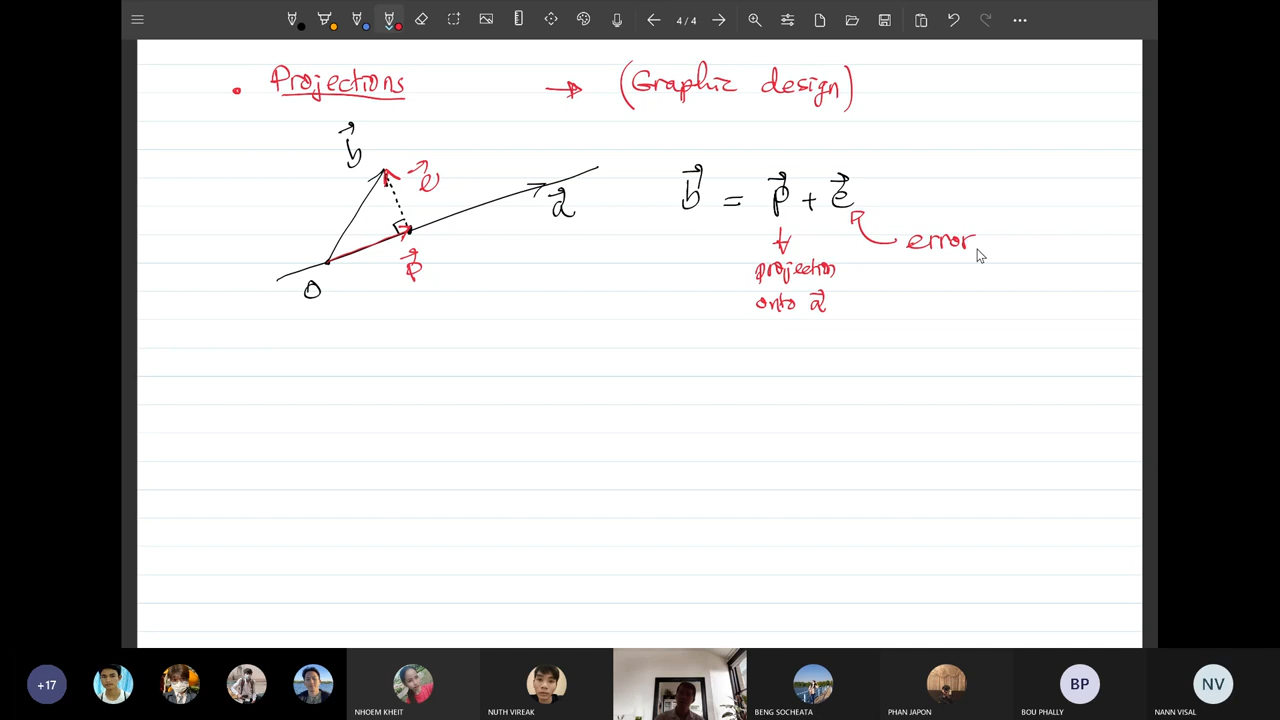 4 / 4
• Projections → (Graphic design)
b⃗
e⃗
a⃗
p⃗
O
b⃗ = p⃗ + e⃗
error
projection
onto a⃗
+17
NHOEM KHEIT
NUTH VIREAK
BENG SOCHEATA
PHAN JAPON
BP
BOU PHALLY
NV
NANN VISAL